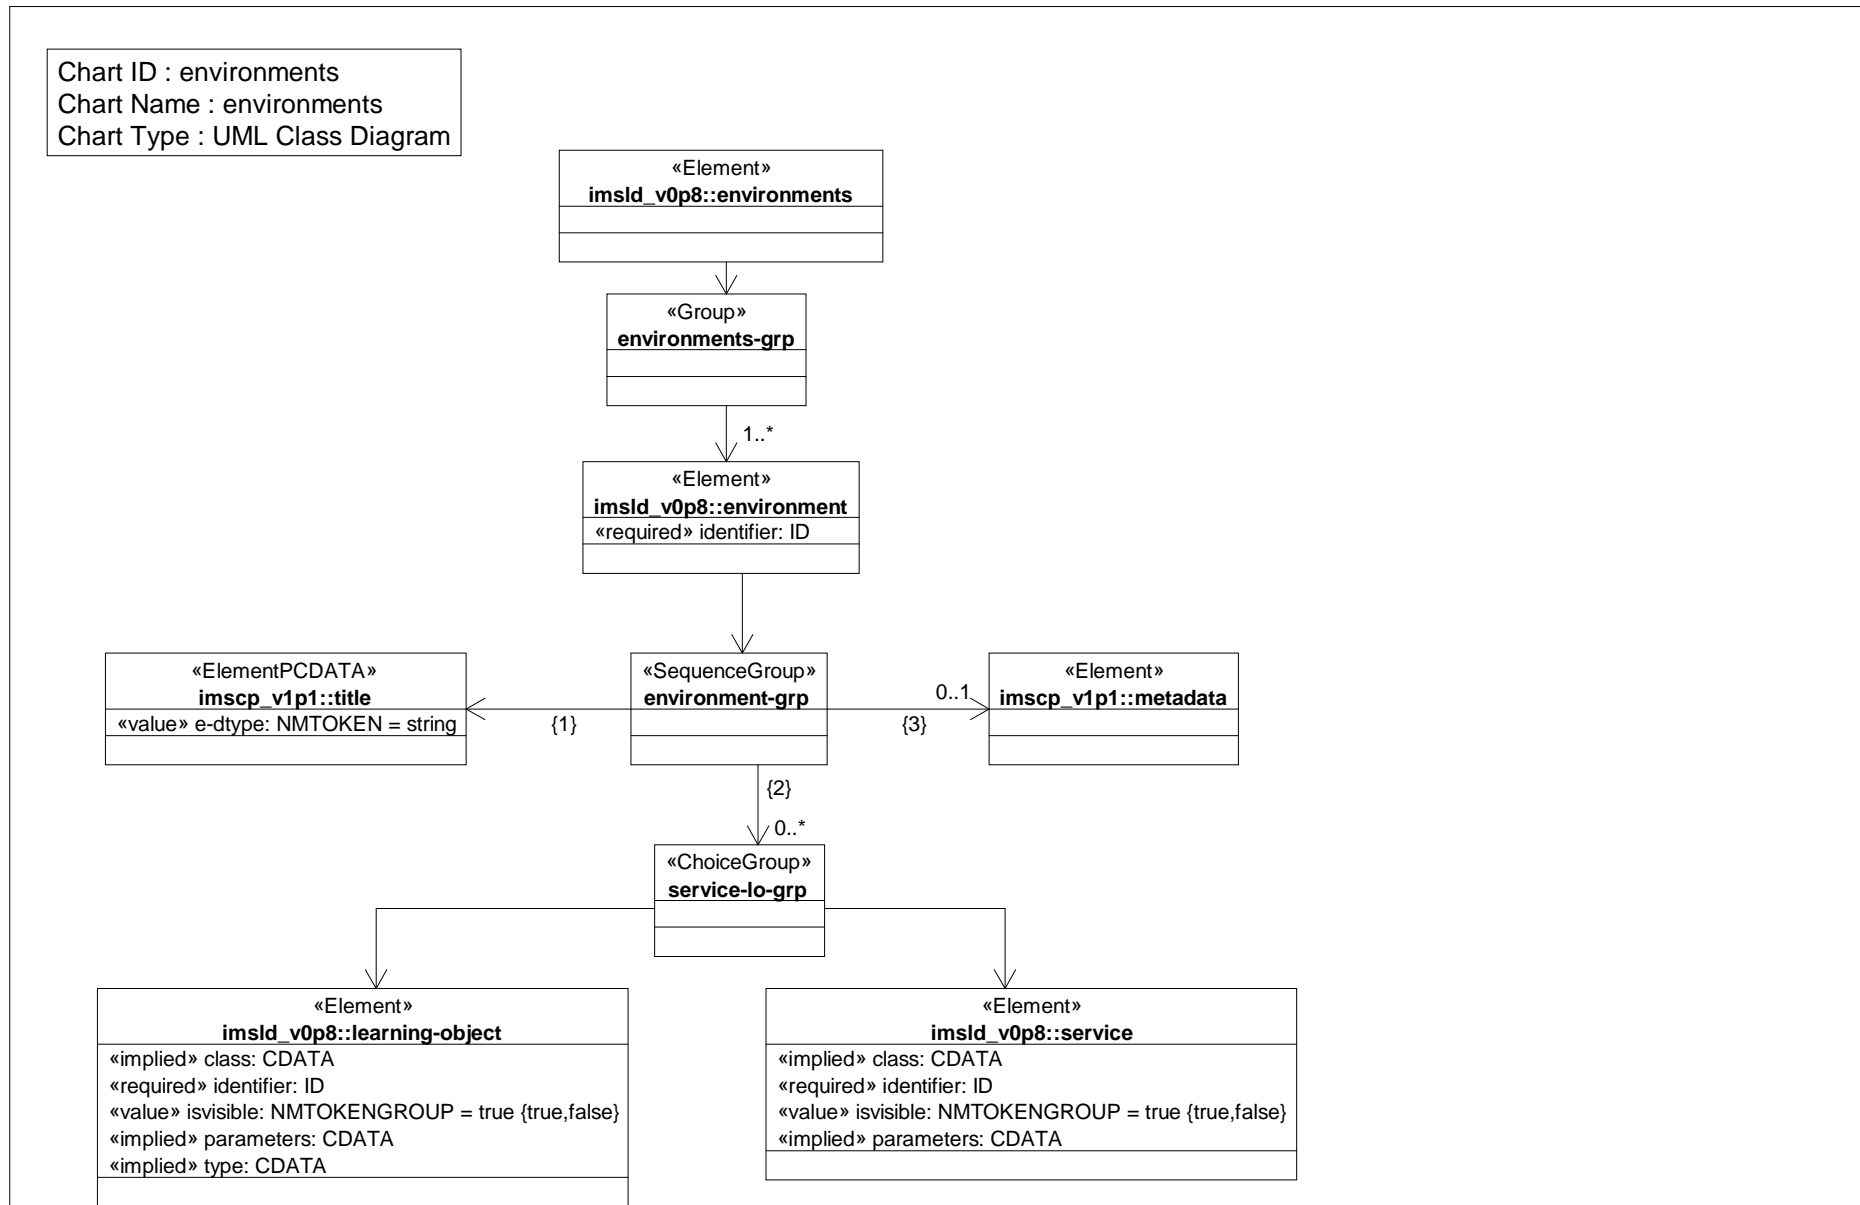 Chart ID : environments
Chart Name : environments
Chart Type : UML Class Diagram
«Element»
imsld_v0p8::environments
«Group»
environments-grp
1..*
«Element»
imsld_v0p8::environment
«required» identifier: ID
«ElementPCDATA»
imscp_v1p1::title
«value» e-dtype: NMTOKEN = string
{1}
«SequenceGroup»
environment-grp
0..1
{3}
«Element»
imscp_v1p1::metadata
{2}
0..*
«ChoiceGroup»
service-lo-grp
«Element»
imsld_v0p8::learning-object
«implied» class: CDATA
«required» identifier: ID
«value» isvisible: NMTOKENGROUP = true {true,false}
«implied» parameters: CDATA
«implied» type: CDATA
«Element»
imsld_v0p8::service
«implied» class: CDATA
«required» identifier: ID
«value» isvisible: NMTOKENGROUP = true {true,false}
«implied» parameters: CDATA